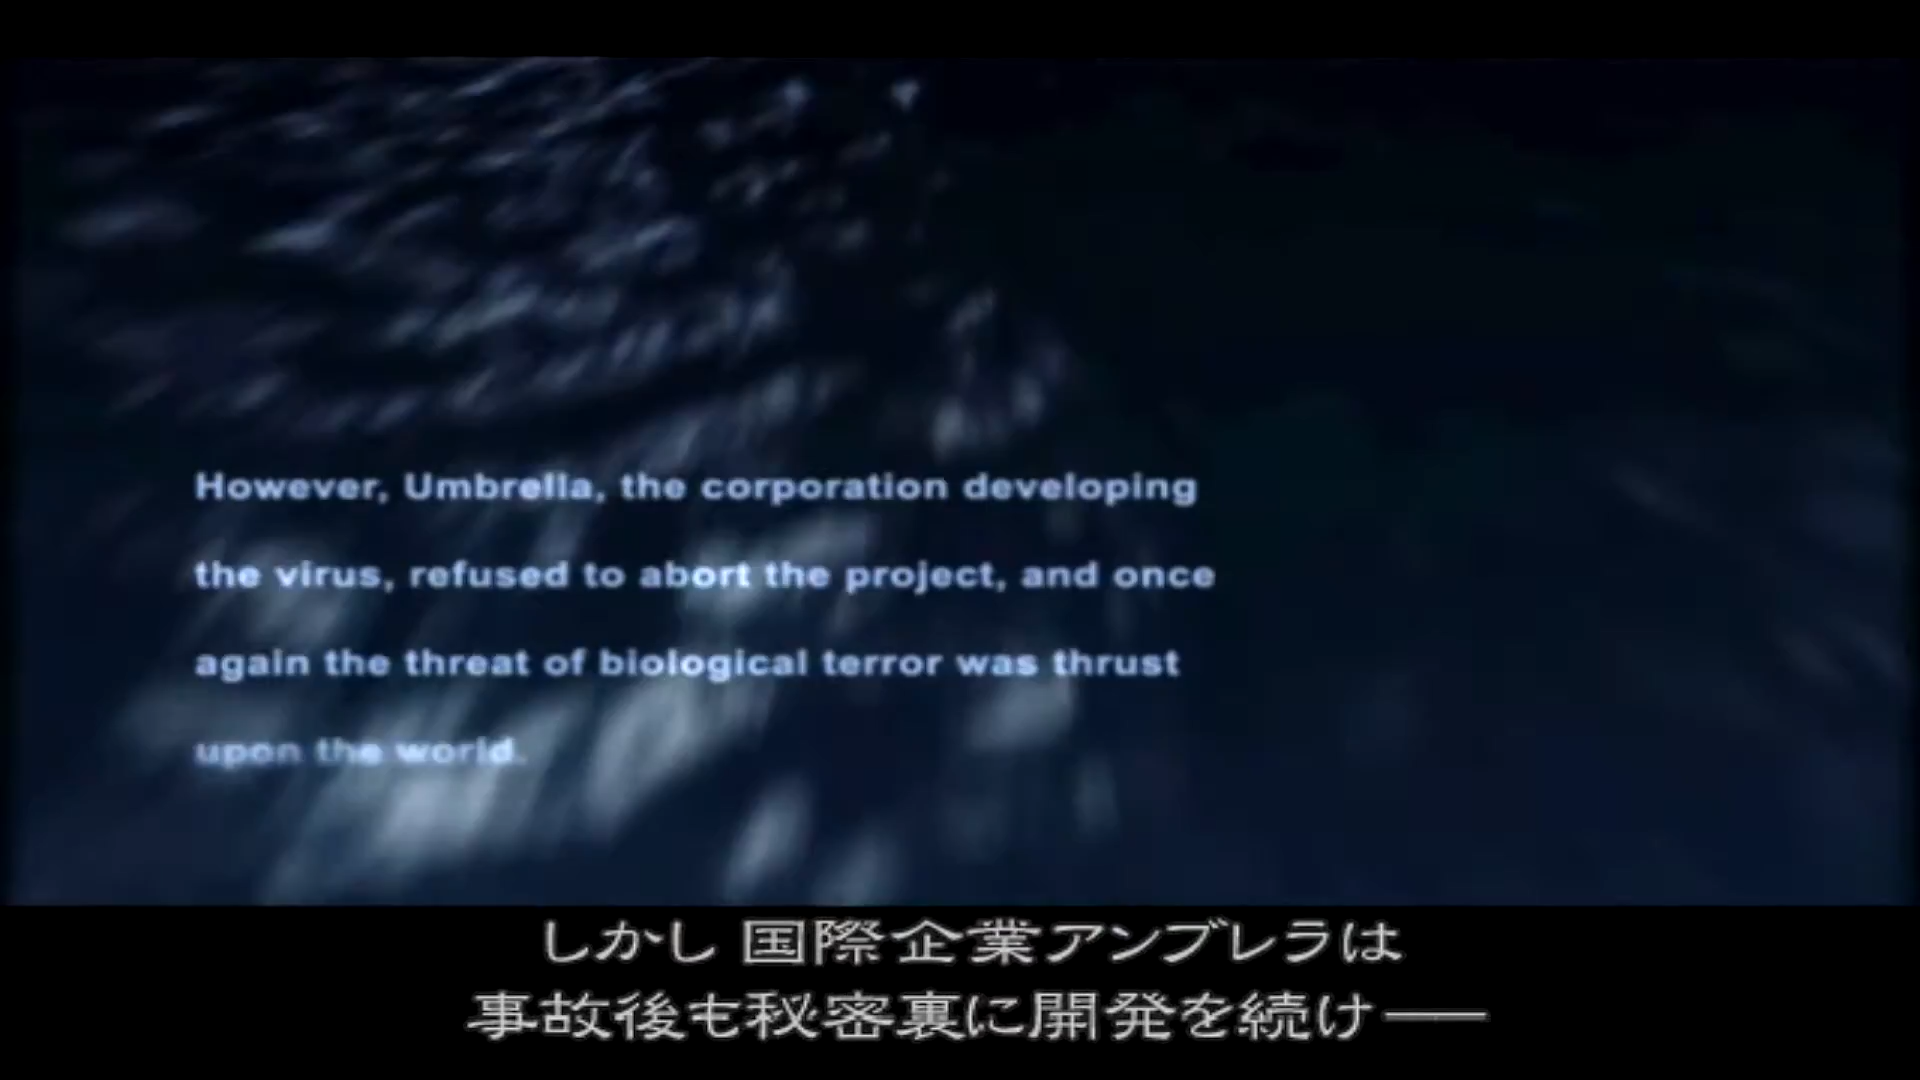 However, Umbrella, the corporation developing
the virus, refused to abort the project, and once
again the threat of biological terror was thrust
upon the world.
しかし 国際企業アンブレラは
事故後も秘密裏に開発を続け――